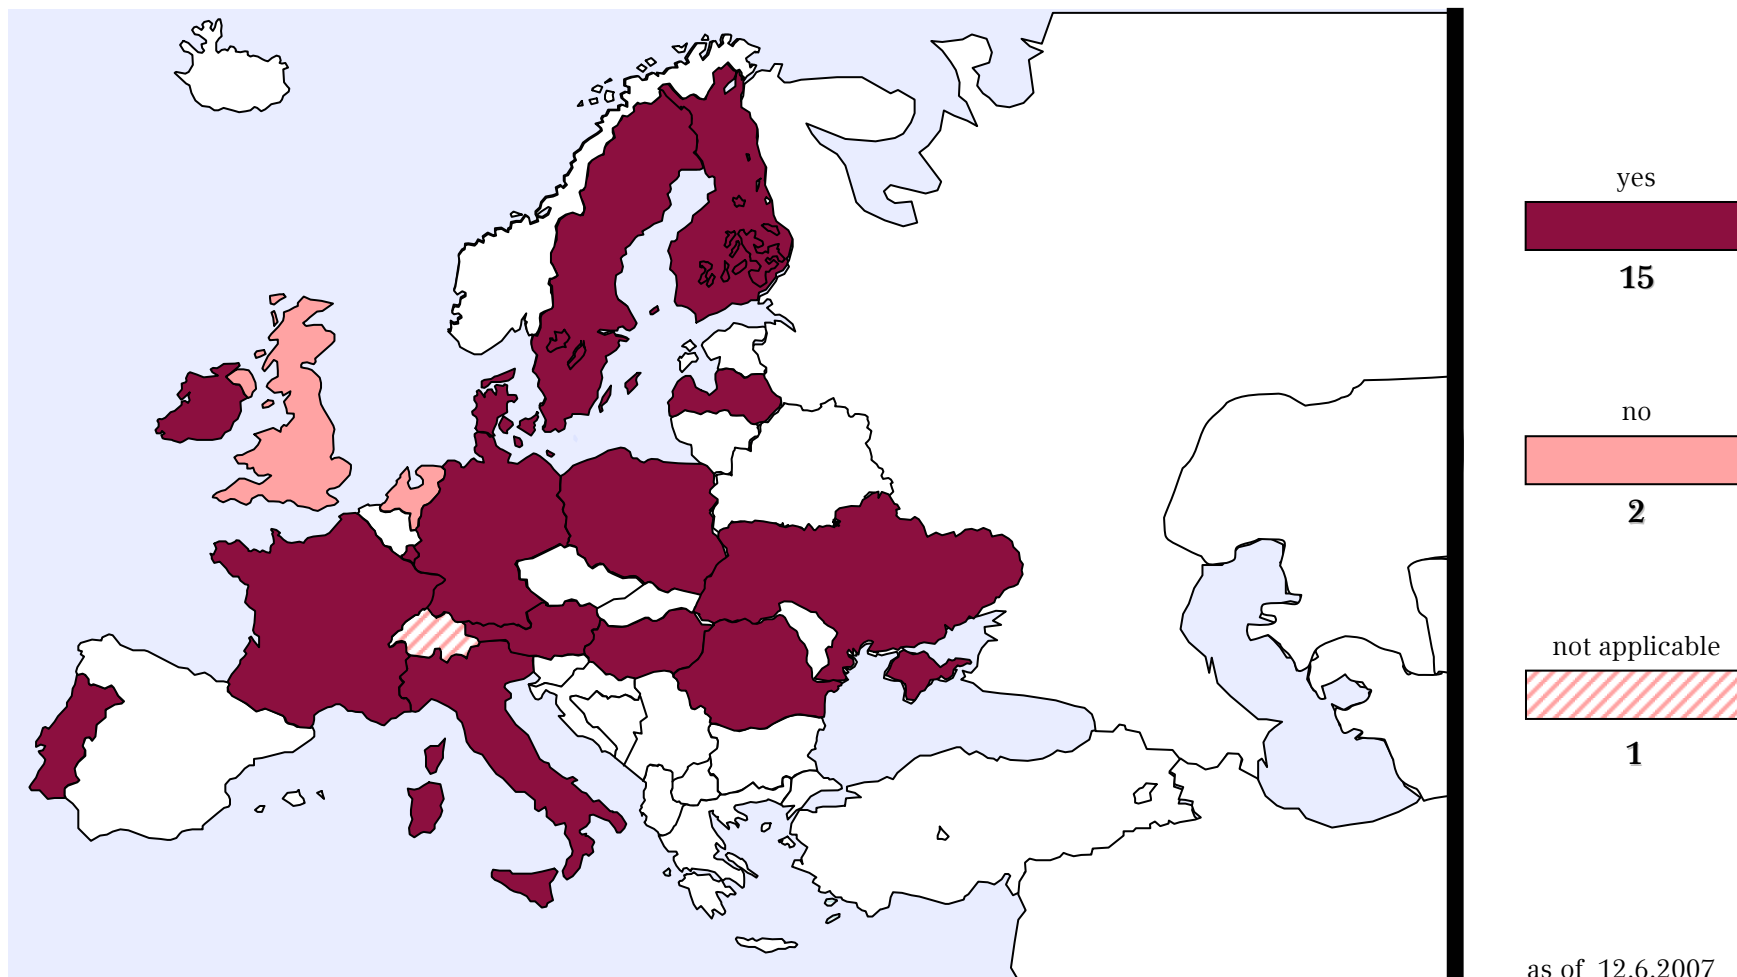 yes
15
no
2
not applicable
1
as of 12.6.2007